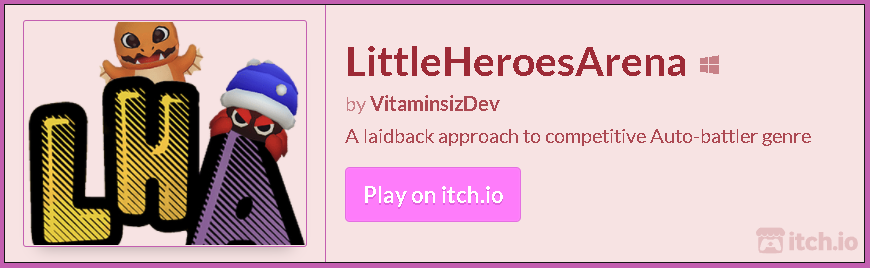 LHA
LittleHeroesArena
by VitaminsizDev
A laidback approach to competitive Auto-battler genre
Play on itch.io
itch.io